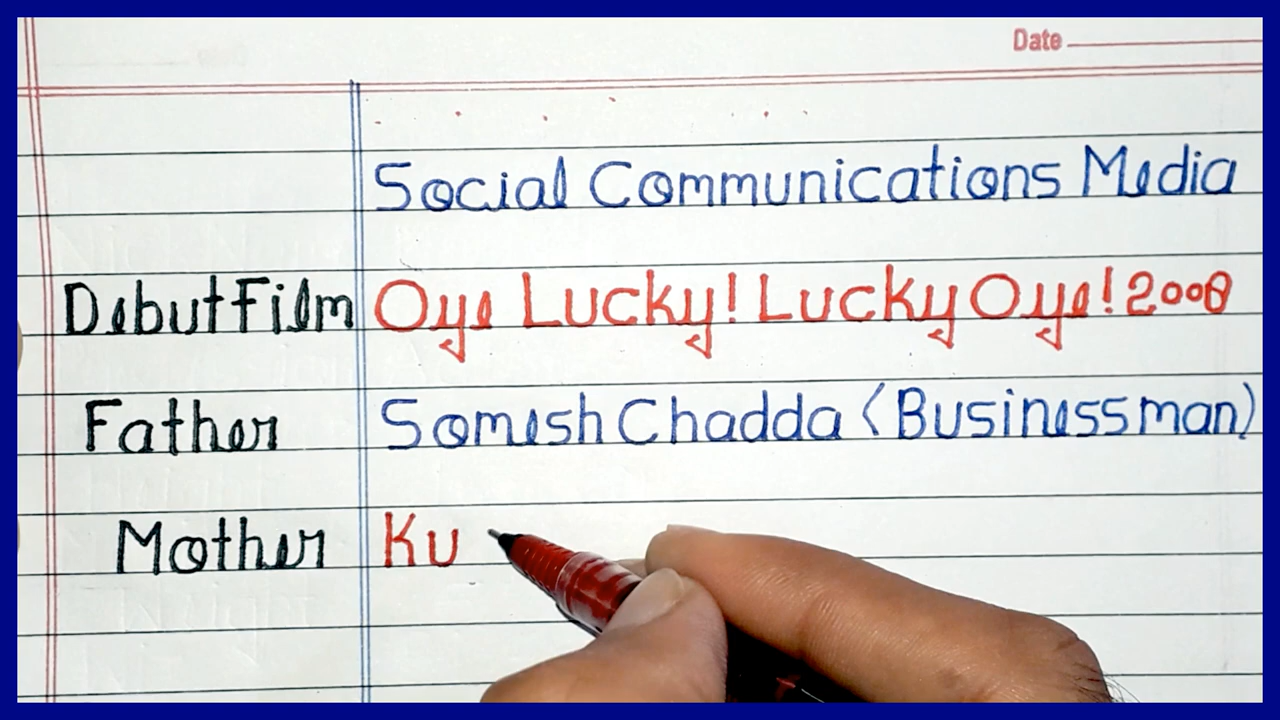 Date
Social Communications Media
Debut Film Oye Lucky! Lucky Oye! 2008
Father Somesh Chadda (Businessman)
Mother Ku